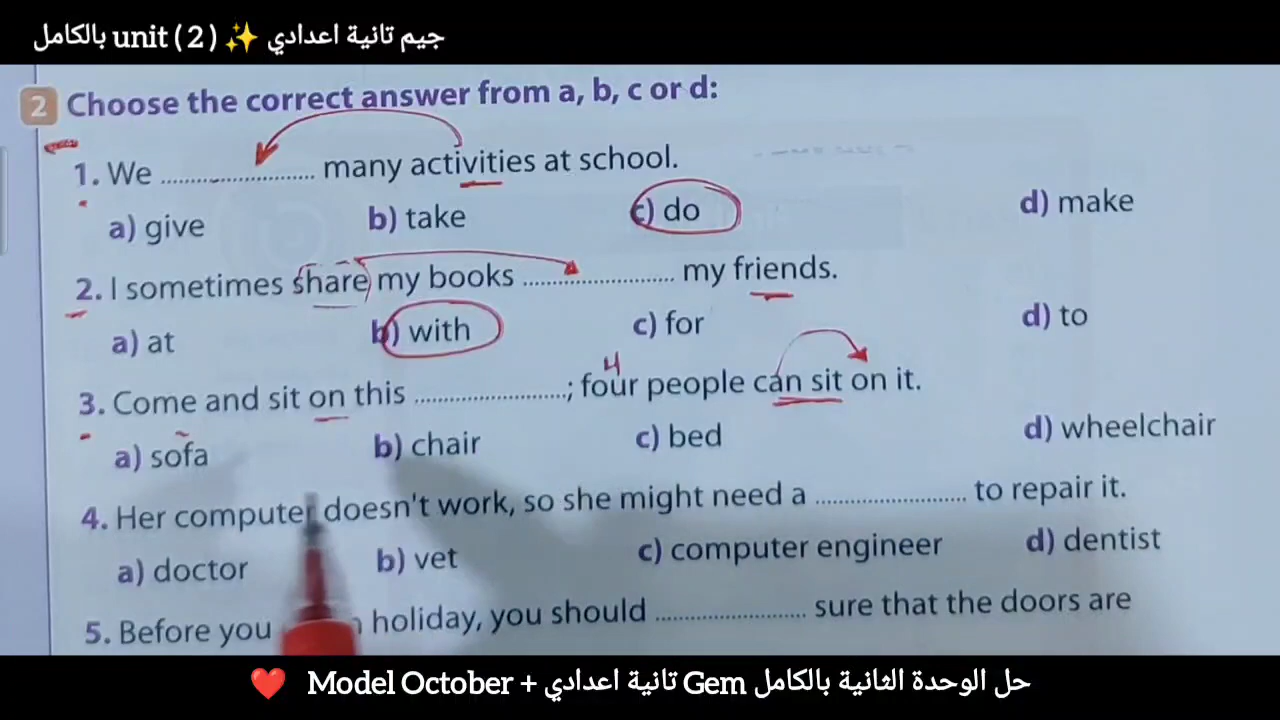 جيم تانية اعدادي ✨ unit ( 2 ) بالكامل
2 Choose the correct answer from a, b, c or d:
1. We ........................ many activities at school.
a) give b) take c) do d) make
2. I sometimes share my books ........................ my friends.
a) at b) with c) for d) to
4
3. Come and sit on this ........................; four people can sit on it.
a) sofa b) chair c) bed d) wheelchair
4. Her computer doesn't work, so she might need a ........................ to repair it.
a) doctor b) vet c) computer engineer d) dentist
5. Before you holiday, you should ........................ sure that the doors are
حل الوحدة الثانية بالكامل Gem تانية اعدادي + Model October ❤️